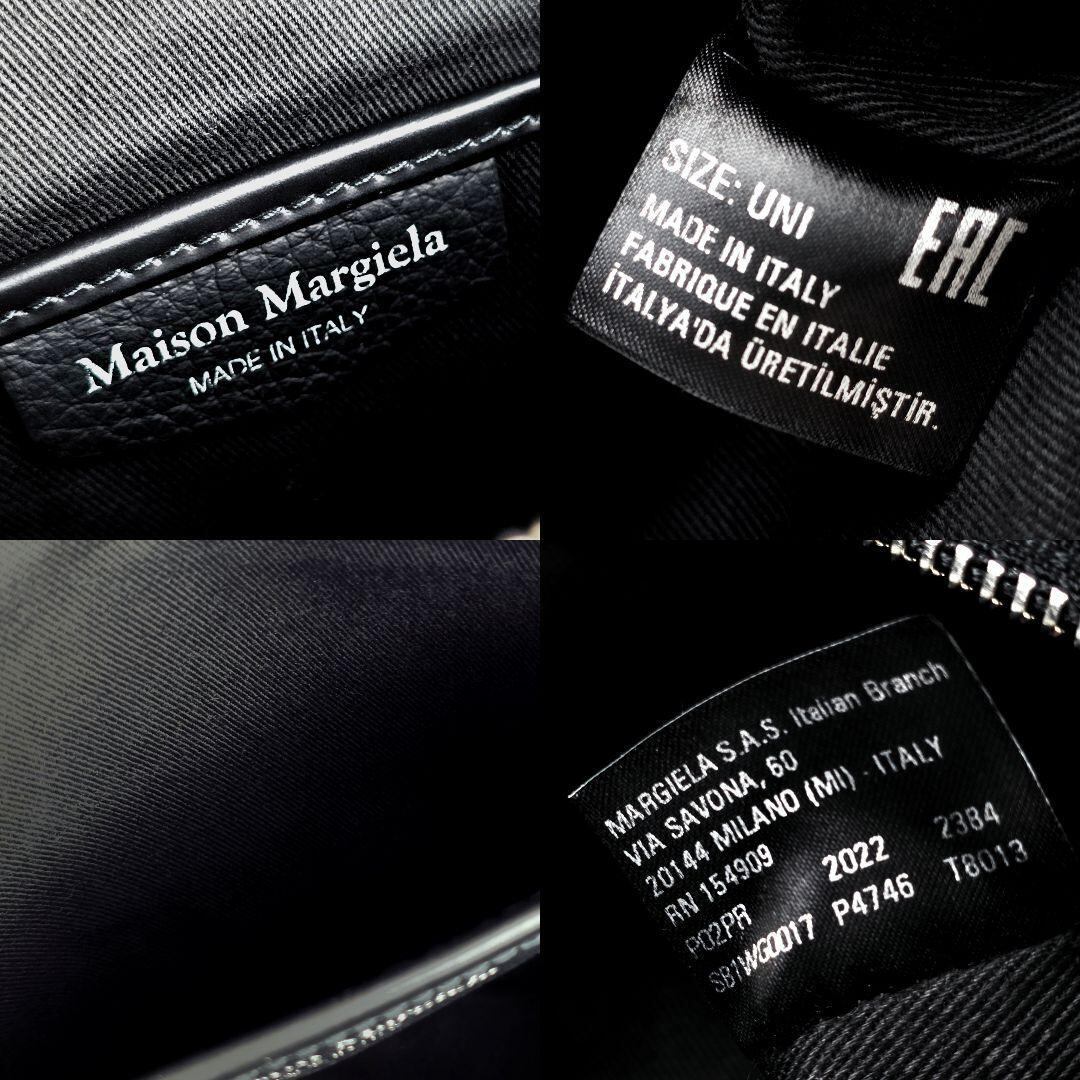 Maison Margiela
MADE IN ITALY
SIZE: UNI
EAC
MADE IN ITALY
FABRIQUE EN ITALIE
İTALYA'DA ÜRETİLMİŞTİR.
MARGIELA S.A.S. Italian Branch
VIA SAVONA, 60
20144 MILANO (MI) - ITALY
RN 154909
P02PR 2022 23B4
SB1WG0017 P4746 T8013